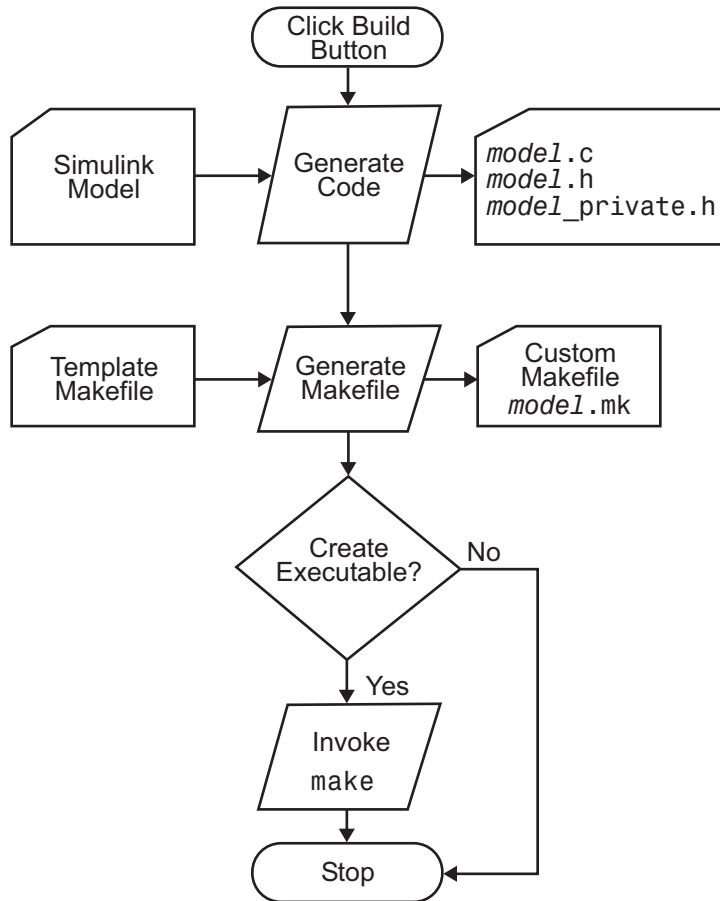 Click Build
Button
Simulink
Model
Generate
Code
model.c
model.h
model_private.h
Template
Makefile
Generate
Makefile
Custom
Makefile
model.mk
Create
Executable?
No
Yes
Invoke
make
Stop